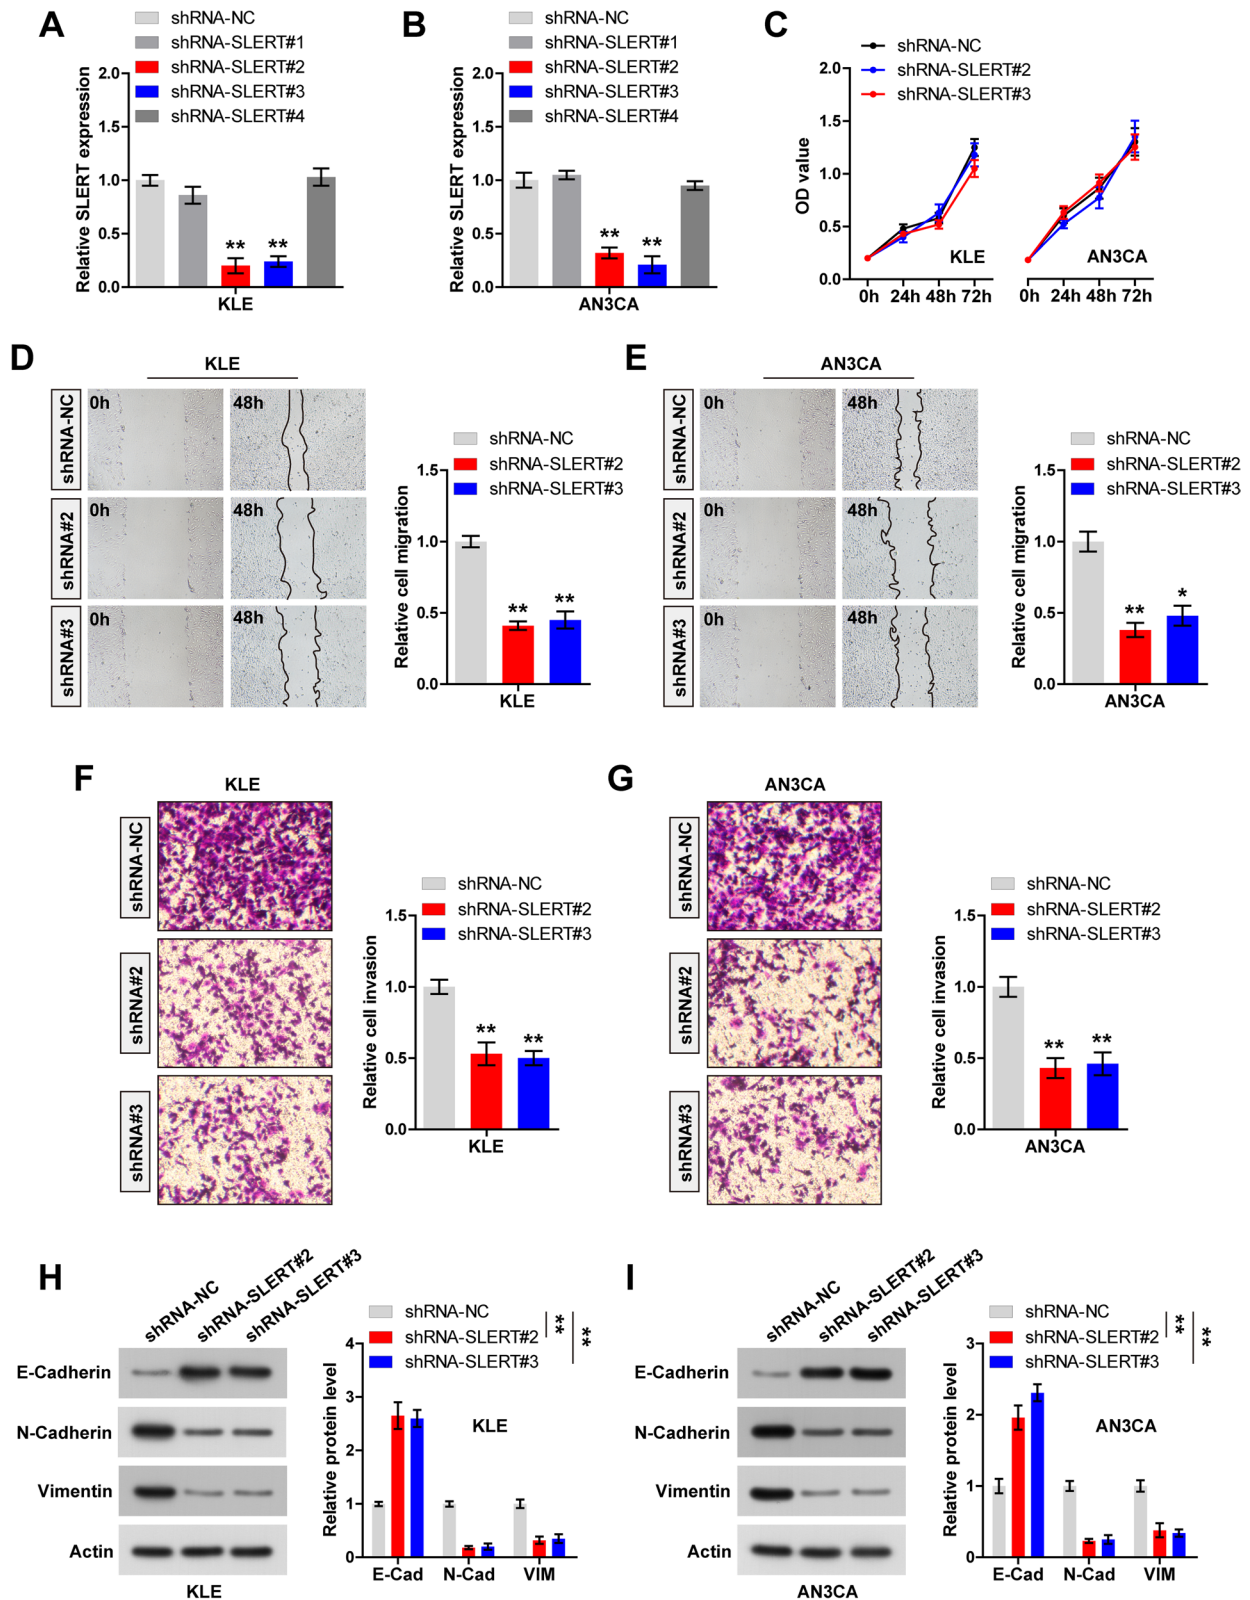 A
shRNA-NC
shRNA-SLERT#1
shRNA-SLERT#2
shRNA-SLERT#3
shRNA-SLERT#4
Relative SLERT expression
2.0
1.5
1.0
0.5
0.0
**
**
KLE
B
shRNA-NC
shRNA-SLERT#1
shRNA-SLERT#2
shRNA-SLERT#3
shRNA-SLERT#4
Relative SLERT expression
2.0
1.5
1.0
0.5
0.0
**
**
AN3CA
C
shRNA-NC
shRNA-SLERT#2
shRNA-SLERT#3
OD value
2.0
1.5
1.0
0.5
0.0
KLE
AN3CA
0h 24h 48h 72h
0h 24h 48h 72h
D
KLE
shRNA-NC
0h
48h
shRNA#2
0h
48h
shRNA#3
0h
48h
shRNA-NC
shRNA-SLERT#2
shRNA-SLERT#3
Relative cell migration
1.5
1.0
0.5
0.0
**
**
KLE
E
AN3CA
shRNA-NC
0h
48h
shRNA#2
0h
48h
shRNA#3
0h
48h
shRNA-NC
shRNA-SLERT#2
shRNA-SLERT#3
Relative cell migration
1.5
1.0
0.5
0.0
**
*
AN3CA
F
KLE
shRNA-NC
shRNA#2
shRNA#3
shRNA-NC
shRNA-SLERT#2
shRNA-SLERT#3
Relative cell invasion
1.5
1.0
0.5
0.0
**
**
KLE
G
AN3CA
shRNA-NC
shRNA#2
shRNA#3
shRNA-NC
shRNA-SLERT#2
shRNA-SLERT#3
Relative cell invasion
1.5
1.0
0.5
0.0
**
**
AN3CA
H
shRNA-NC
shRNA-SLERT#2
shRNA-SLERT#3
E-Cadherin
N-Cadherin
Vimentin
Actin
KLE
shRNA-NC
shRNA-SLERT#2
shRNA-SLERT#3
**
**
Relative protein level
4
3
2
1
0
KLE
E-Cad N-Cad VIM
I
shRNA-NC
shRNA-SLERT#2
shRNA-SLERT#3
E-Cadherin
N-Cadherin
Vimentin
Actin
AN3CA
shRNA-NC
shRNA-SLERT#2
shRNA-SLERT#3
**
**
Relative protein level
3
2
1
0
AN3CA
E-Cad N-Cad VIM